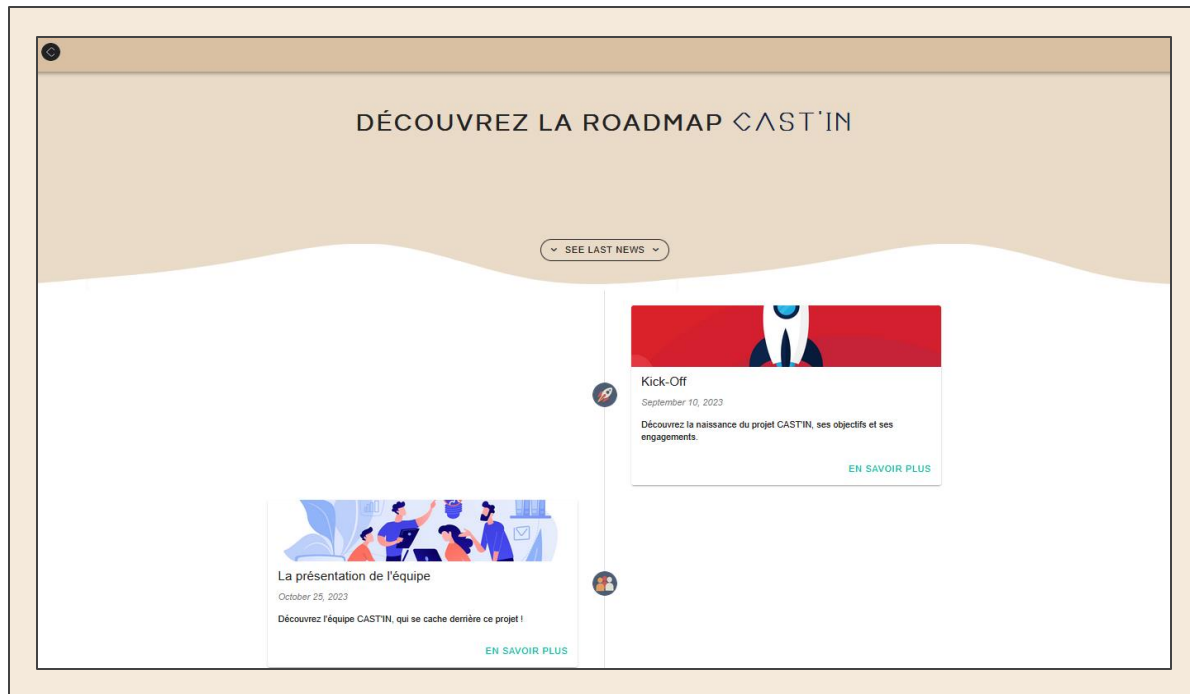 DÉCOUVREZ LA ROADMAP CAST'IN
SEE LAST NEWS
Kick-Off
September 10, 2023
Découvrez la naissance du projet CAST'IN, ses objectifs et ses
engagements.
EN SAVOIR PLUS
La présentation de l'équipe
October 25, 2023
Découvrez l'équipe CAST'IN, qui se cache derrière ce projet !
EN SAVOIR PLUS